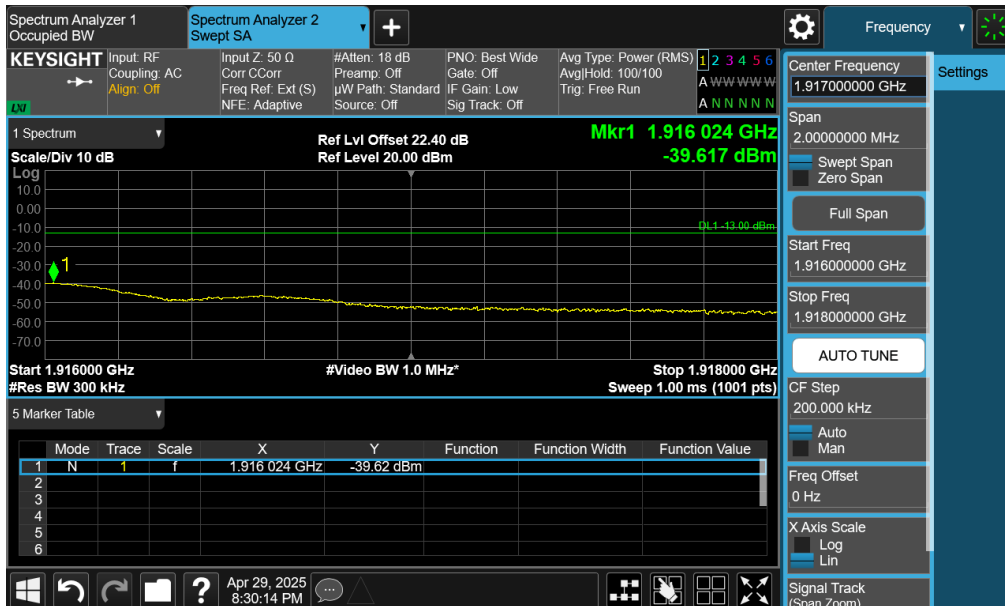 Spectrum Analyzer 1
Occupied BW
Spectrum Analyzer 2
Swept SA
▼
+
Frequency
▼
KEYSIGHT
LXI
Input: RF
Coupling: AC
Align: Off
Input Z: 50 Ω
Corr CCorr
Freq Ref: Ext (S)
NFE: Adaptive
#Atten: 18 dB
Preamp: Off
µW Path: Standard
Source: Off
PNO: Best Wide
Gate: Off
IF Gain: Low
Sig Track: Off
Avg Type: Power (RMS)
Avg|Hold: 100/100
Trig: Free Run
1 2 3 4 5 6
A W W W W W
A N N N N N
1 Spectrum
▼
Scale/Div 10 dB
Ref Lvl Offset 22.40 dB
Ref Level 20.00 dBm
Mkr1 1.916 024 GHz
-39.617 dBm
Log
10.0
0.00
-10.0
-20.0
-30.0
-40.0
-50.0
-60.0
-70.0
DL1 -13.00 dBm
1
Start 1.916000 GHz
#Res BW 300 kHz
#Video BW 1.0 MHz*
Stop 1.918000 GHz
Sweep 1.00 ms (1001 pts)
5 Marker Table
▼
Mode Trace Scale X Y Function Function Width Function Value
1 N 1 f 1.916 024 GHz -39.62 dBm
2
3
4
5
6
Center Frequency
1.917000000 GHz
Span
2.00000000 MHz
Swept Span
Zero Span
Full Span
Start Freq
1.916000000 GHz
Stop Freq
1.918000000 GHz
AUTO TUNE
CF Step
200.000 kHz
Auto
Man
Freq Offset
0 Hz
X Axis Scale
Log
Lin
Signal Track
(Span Zoom)
Settings
?
Apr 29, 2025
8:30:14 PM